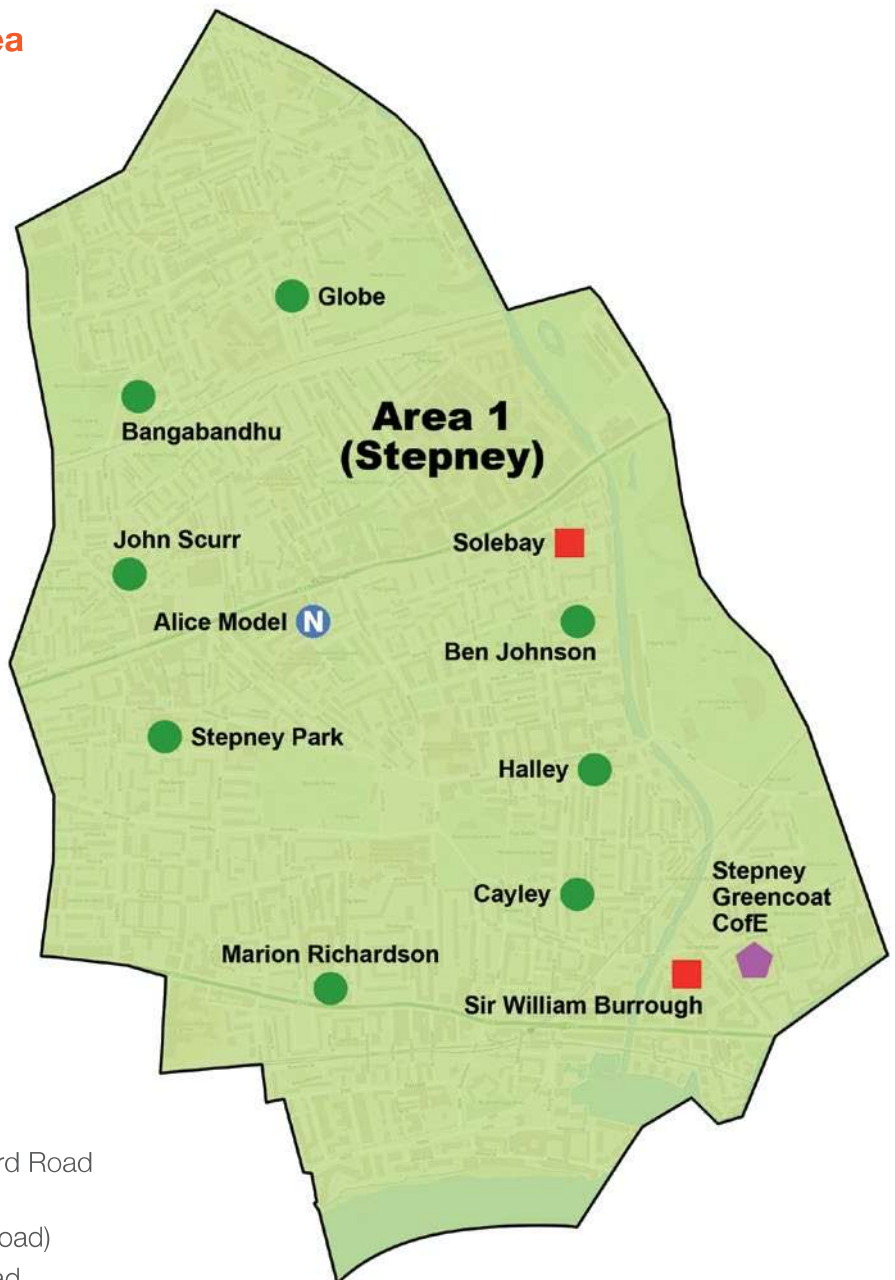 ea
Globe
Bangabandhu
Area 1
(Stepney)
John Scurr
Solebay
Alice Model N
Ben Johnson
Stepney Park
Halley
Cayley
Stepney
Greencoat
CofE
Marion Richardson
Sir William Burrough
rd Road
oad)
ad